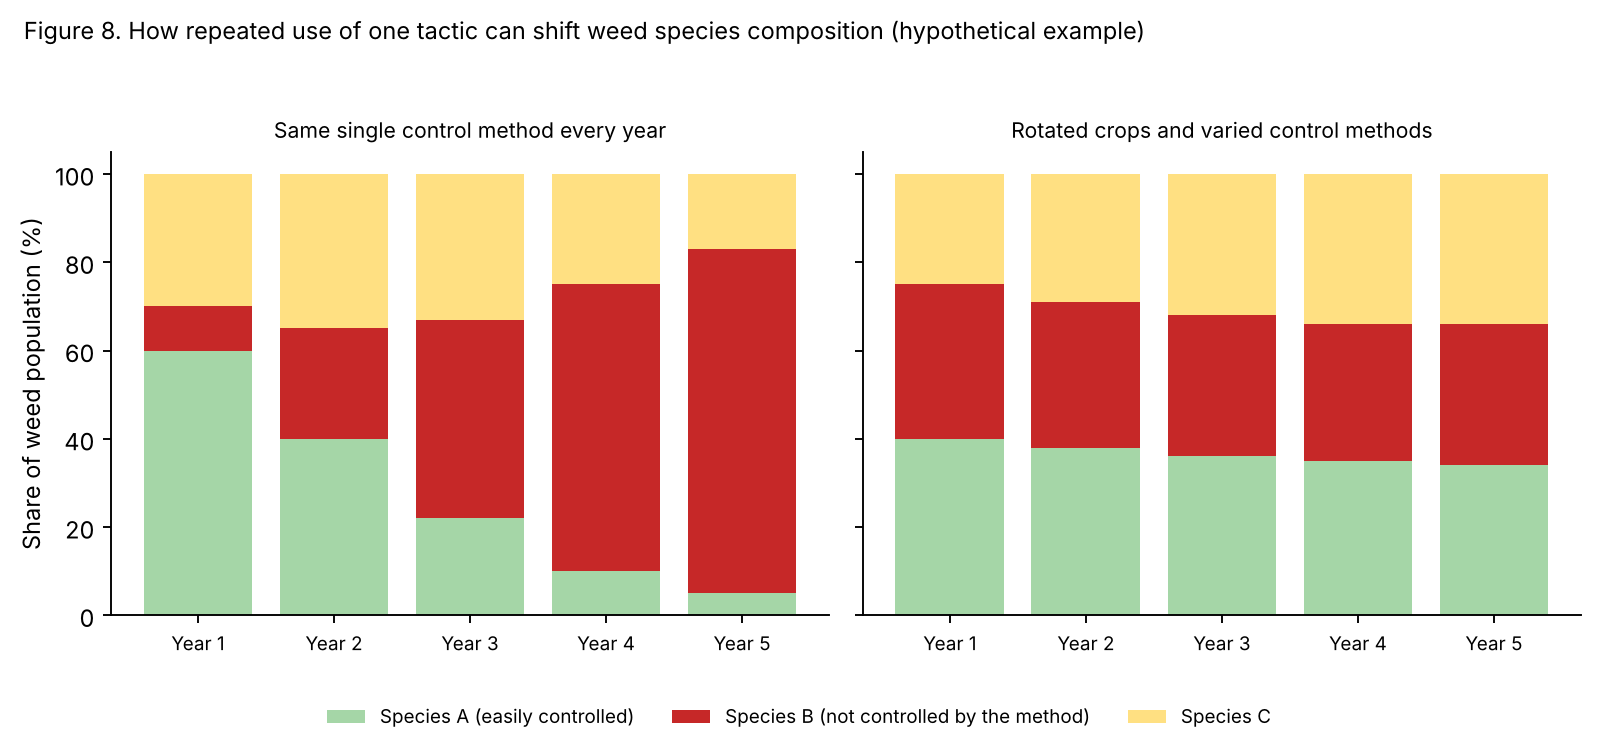 Figure 8. How repeated use of one tactic can shift weed species composition (hypothetical example)
Same single control method every year
Rotated crops and varied control methods
Share of weed population (%)
100
80
60
40
20
0
Year 1 Year 2 Year 3 Year 4 Year 5
Year 1 Year 2 Year 3 Year 4 Year 5
Species A (easily controlled) Species B (not controlled by the method) Species C